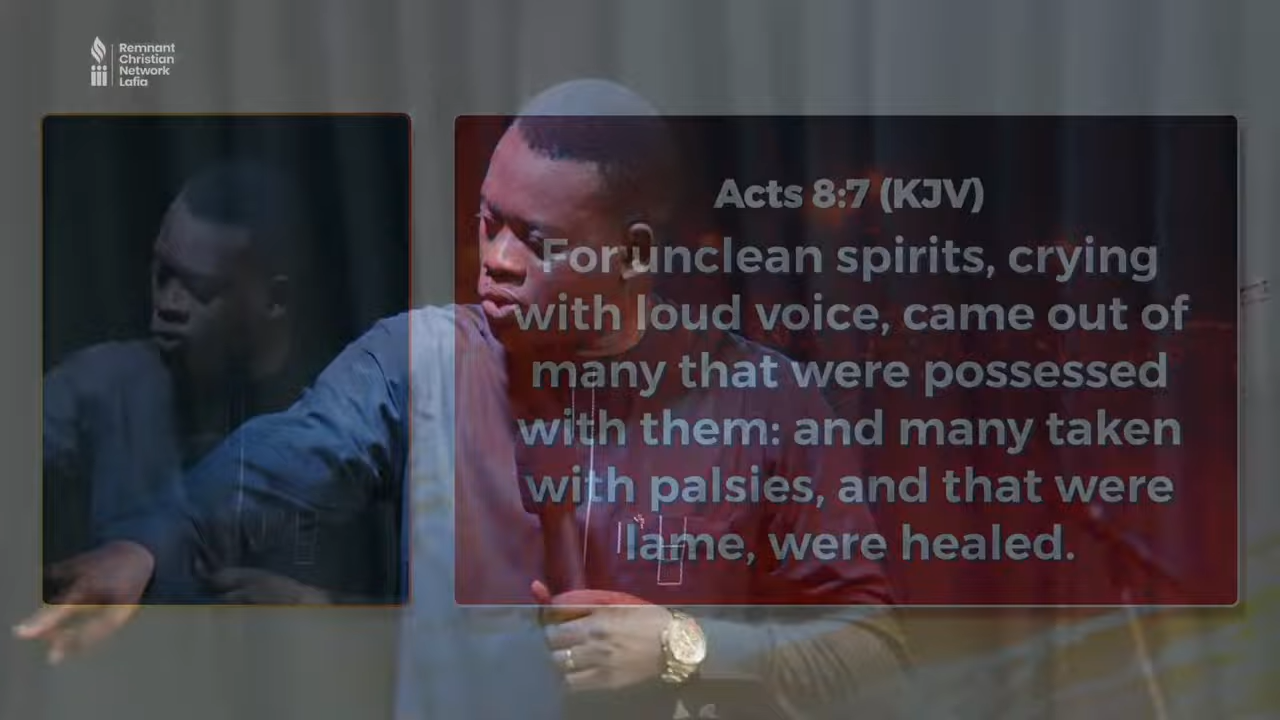 Remnant
Christian
Network
Lafia
Acts 8:7 (KJV)
For unclean spirits, crying
with loud voice, came out of
many that were possessed
with them: and many taken
with palsies, and that were
lame, were healed.